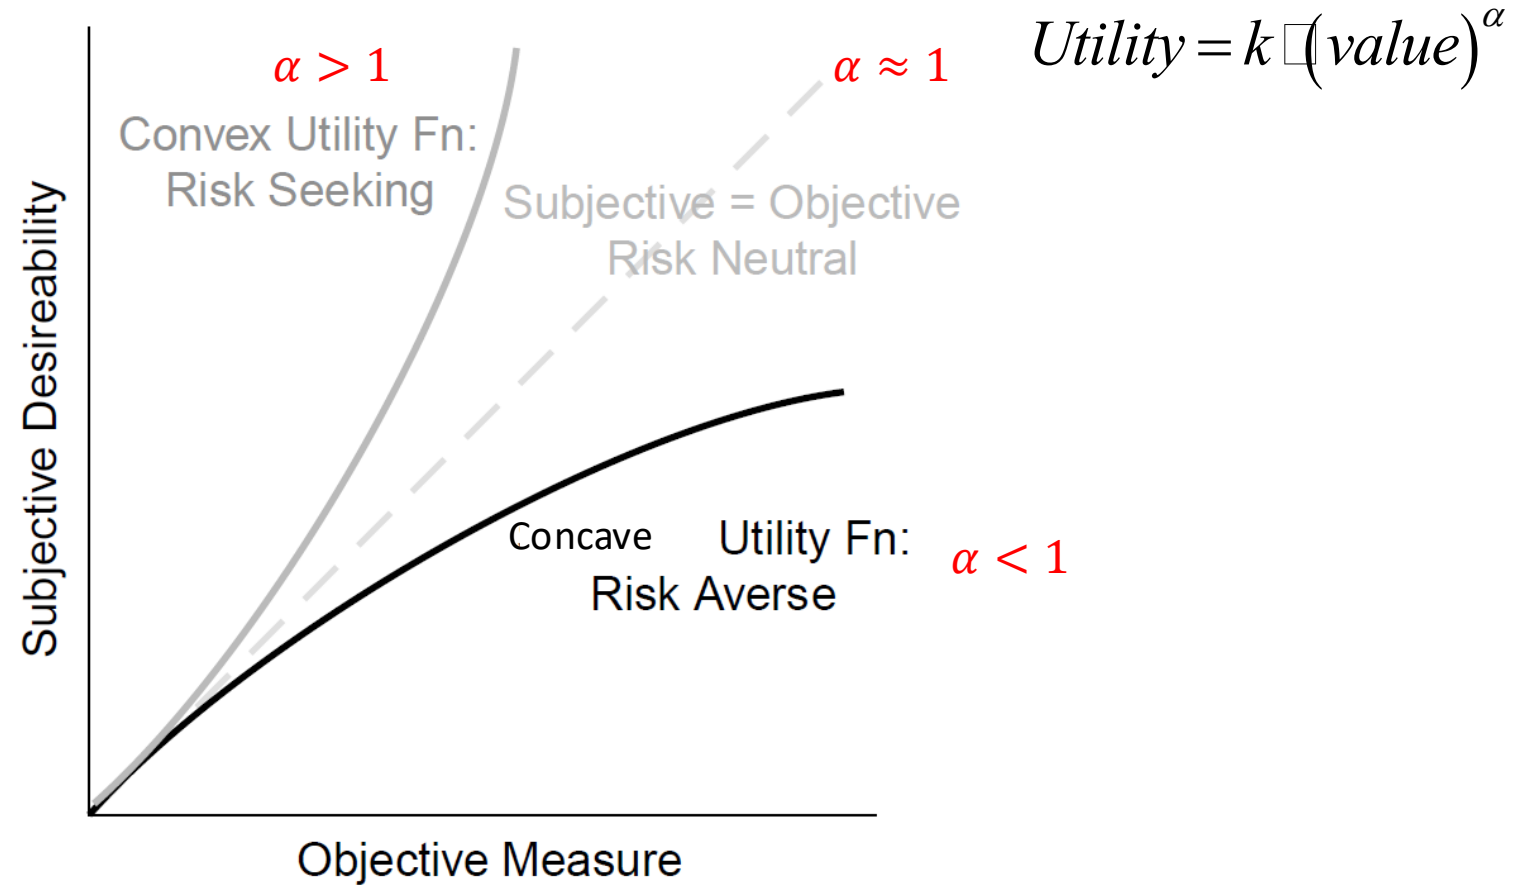 α > 1
α ≈ 1
Utility = k □(value)^α
Convex Utility Fn:
Risk Seeking
Subjective = Objective
Risk Neutral
Subjective Desireability
Concave Utility Fn:
Risk Averse
α < 1
Objective Measure